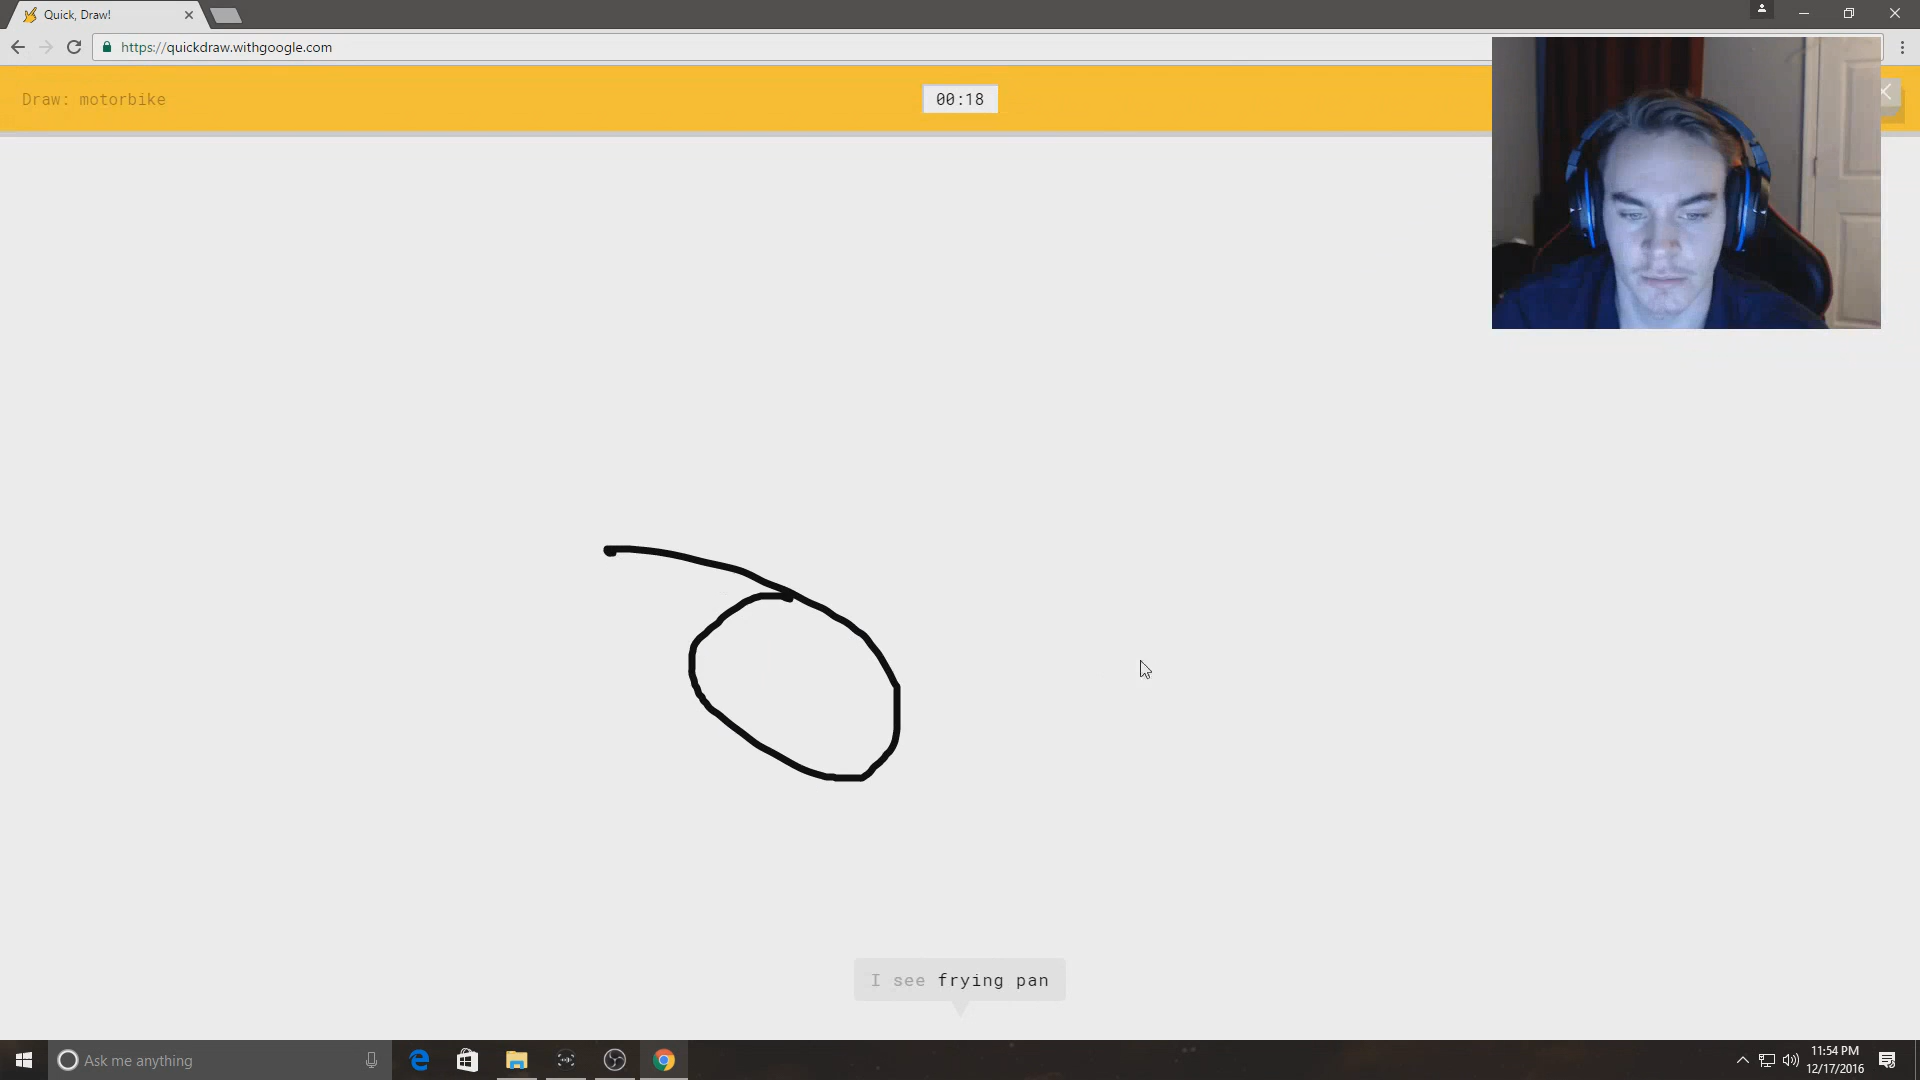 Quick, Draw!
https://quickdraw.withgoogle.com
Draw: motorbike
00:18
I see frying pan
Ask me anything
11:54 PM
12/17/2016